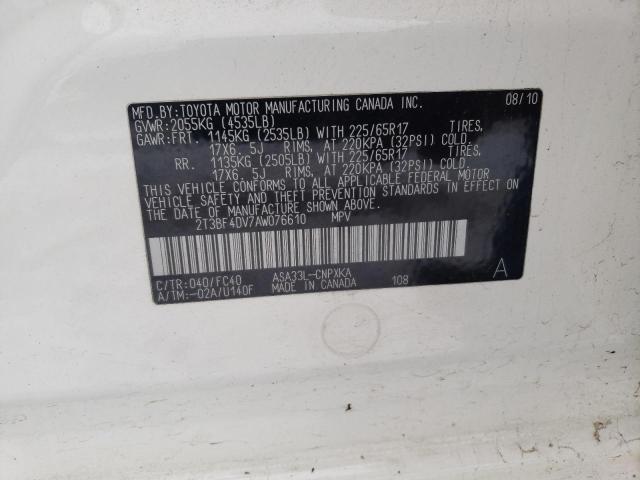 MFD.BY:TOYOTA MOTOR MANUFACTURING CANADA INC. 08/10
GVWR:2055KG (4535LB)
GAWR:FRT. 1145KG (2535LB) WITH 225/65R17 TIRES,
17X6.5J RIMS, AT 220KPA (32PSI) COLD
RR. 1135KG (2505LB) WITH 225/65R17 TIRES,
17X6.5J RIMS, AT 220KPA (32PSI) COLD
THIS VEHICLE CONFORMS TO ALL APPLICABLE FEDERAL MOTOR
VEHICLE SAFETY AND THEFT PREVENTION STANDARDS IN EFFECT ON
THE DATE OF MANUFACTURE SHOWN ABOVE.
2T3BF4DV7AW076610 MPV
C/TR:040/FC40 ASA33L-CNPXKA 108 A
A/TM:-02A/U140F MADE IN CANADA